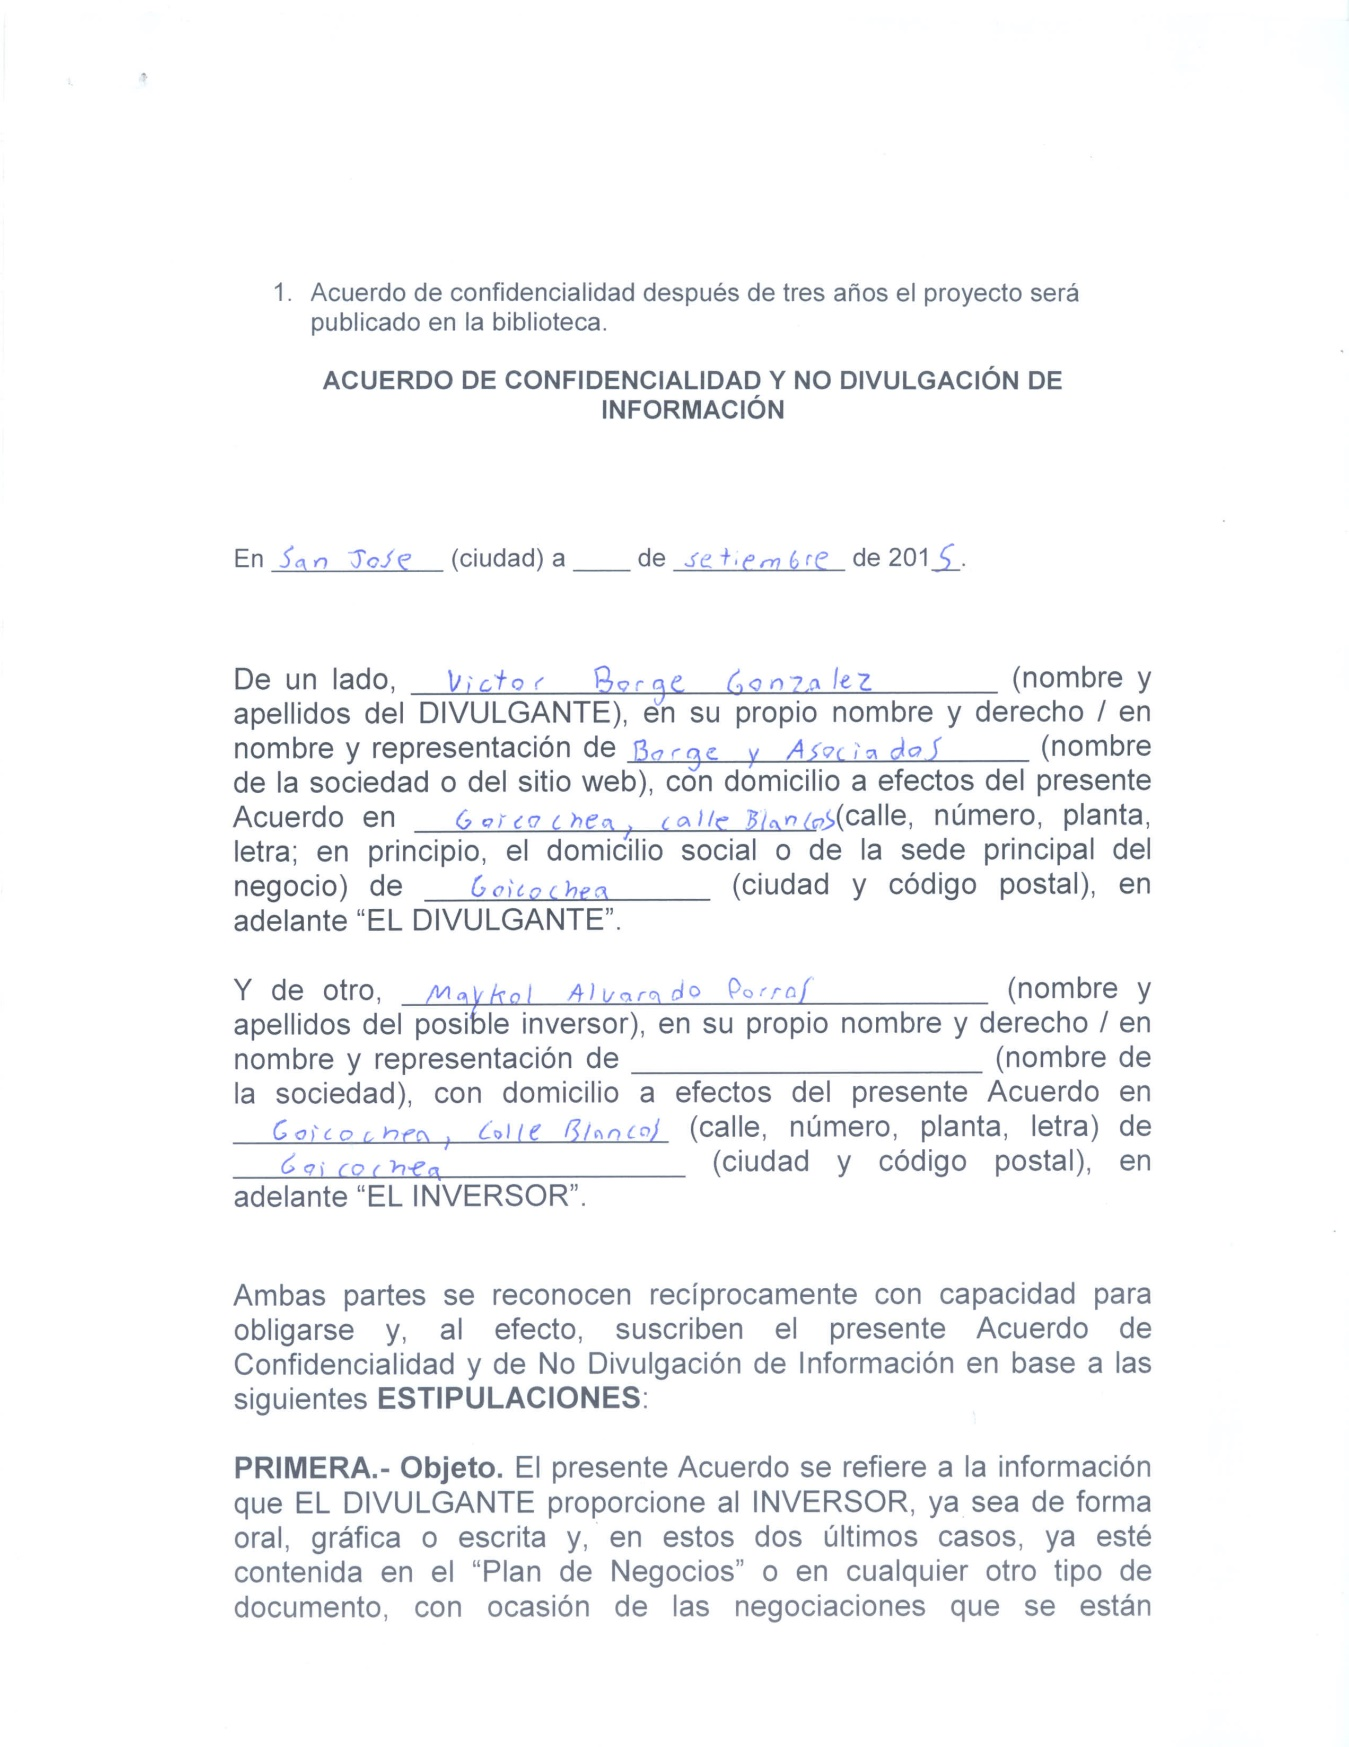 1. Acuerdo de confidencialidad después de tres años el proyecto será
publicado en la biblioteca.
ACUERDO DE CONFIDENCIALIDAD Y NO DIVULGACIÓN DE
INFORMACIÓN
En San Jose (ciudad) a ____ de setiembre de 2015.
De un lado, Victor Borge Gonzalez (nombre y
apellidos del DIVULGANTE), en su propio nombre y derecho / en
nombre y representación de Borge y Asociados (nombre
de la sociedad o del sitio web), con domicilio a efectos del presente
Acuerdo en Goicochea, calle Blancos (calle, número, planta,
letra; en principio, el domicilio social o de la sede principal del
negocio) de Goicochea (ciudad y código postal), en
adelante “EL DIVULGANTE”.
Y de otro, Maykol Alvarado Porras (nombre y
apellidos del posible inversor), en su propio nombre y derecho / en
nombre y representación de ____ (nombre de
la sociedad), con domicilio a efectos del presente Acuerdo en
Goicochea, Calle Blancos (calle, número, planta, letra) de
Goicochea (ciudad y código postal), en
adelante “EL INVERSOR”.
Ambas partes se reconocen recíprocamente con capacidad para
obligarse y, al efecto, suscriben el presente Acuerdo de
Confidencialidad y de No Divulgación de Información en base a las
siguientes ESTIPULACIONES:
PRIMERA.- Objeto. El presente Acuerdo se refiere a la información
que EL DIVULGANTE proporcione al INVERSOR, ya sea de forma
oral, gráfica o escrita y, en estos dos últimos casos, ya esté
contenida en el “Plan de Negocios” o en cualquier otro tipo de
documento, con ocasión de las negociaciones que se están